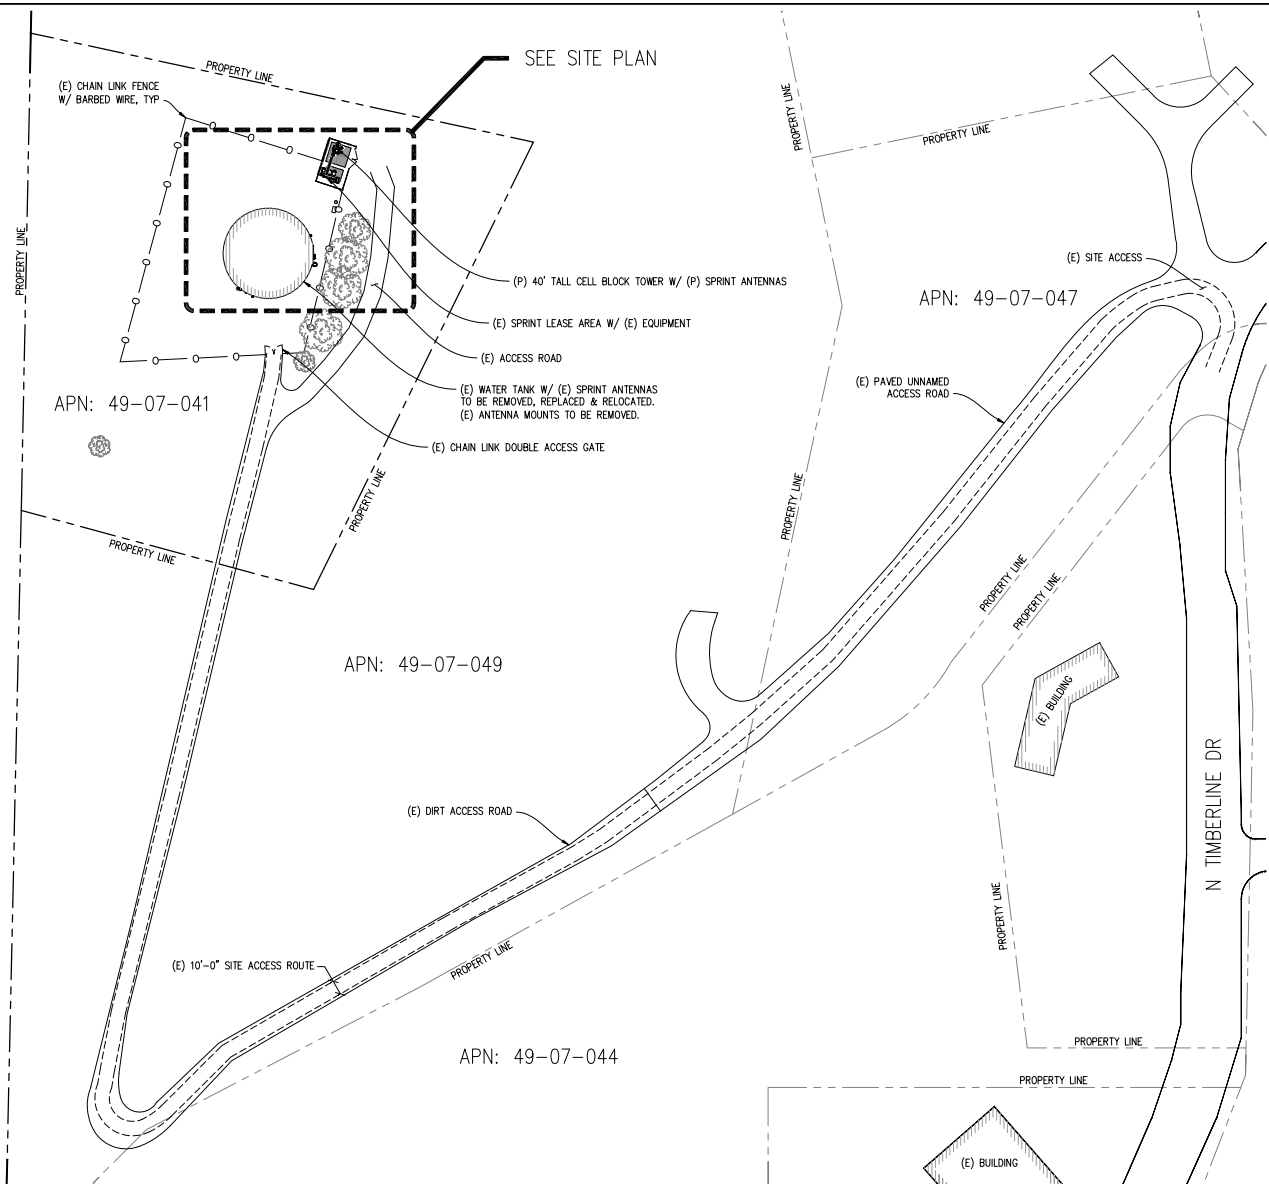 SEE SITE PLAN
PROPERTY LINE
(E) CHAIN LINK FENCE
W/ BARBED WIRE, TYP
PROPERTY LINE
PROPERTY LINE
PROPERTY LINE
(E) SITE ACCESS
(P) 40' TALL CELL BLOCK TOWER W/ (P) SPRINT ANTENNAS
APN: 49-07-047
(E) SPRINT LEASE AREA W/ (E) EQUIPMENT
(E) ACCESS ROAD
(E) WATER TANK W/ (E) SPRINT ANTENNAS
TO BE REMOVED, REPLACED & RELOCATED.
(E) ANTENNA MOUNTS TO BE REMOVED.
(E) PAVED UNNAMED
ACCESS ROAD
APN: 49-07-041
(E) CHAIN LINK DOUBLE ACCESS GATE
PROPERTY LINE
PROPERTY LINE
PROPERTY LINE
PROPERTY LINE
PROPERTY LINE
APN: 49-07-049
(E) BUILDING
N TIMBERLINE DR
(E) DIRT ACCESS ROAD
PROPERTY LINE
(E) 10'-0" SITE ACCESS ROUTE
PROPERTY LINE
APN: 49-07-044
PROPERTY LINE
PROPERTY LINE
(E) BUILDING